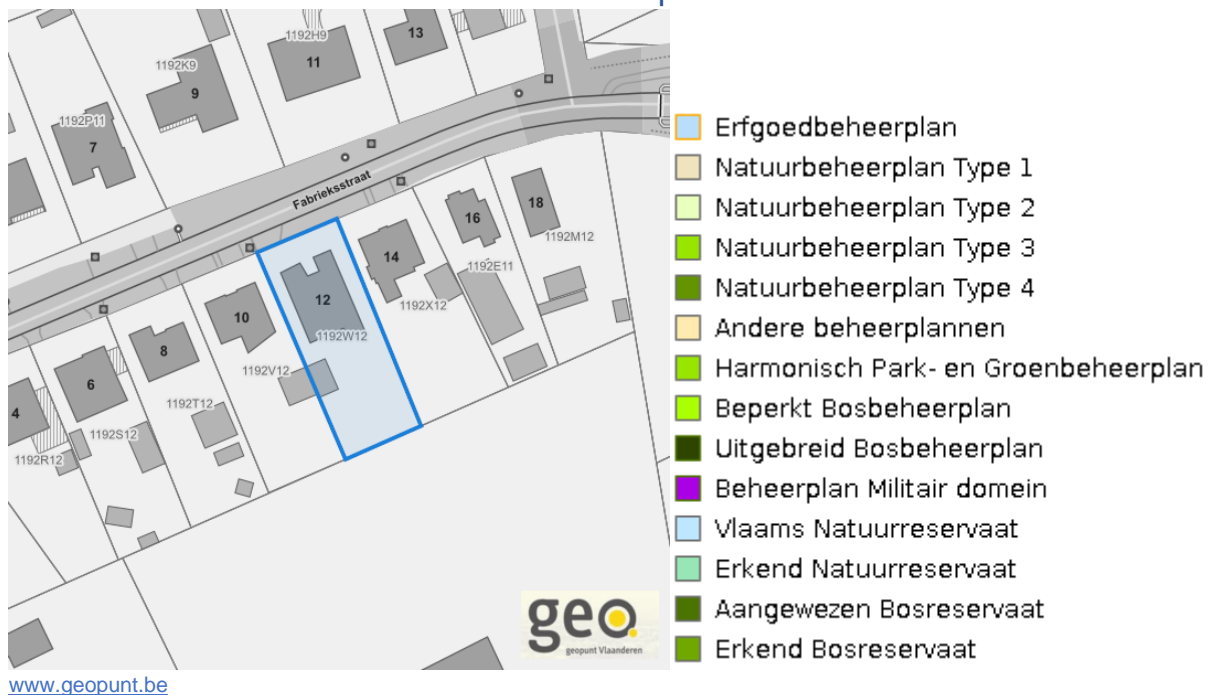 1192H9
13
11
1192K9
9
1192P11
7
Fabrieksstraat
16
18
1192M12
14
1192E11
12
1192X12
10
1192W12
8
1192V12
6
1192T12
4
1192S12
1192R12
geo
geopunt Vlaanderen
Erfgoedbeheerplan
Natuurbeheerplan Type 1
Natuurbeheerplan Type 2
Natuurbeheerplan Type 3
Natuurbeheerplan Type 4
Andere beheerplannen
Harmonisch Park- en Groenbeheerplan
Beperkt Bosbeheerplan
Uitgebreid Bosbeheerplan
Beheerplan Militair domein
Vlaams Natuurreservaat
Erkend Natuurreservaat
Aangewezen Bosreservaat
Erkend Bosreservaat
www.geopunt.be